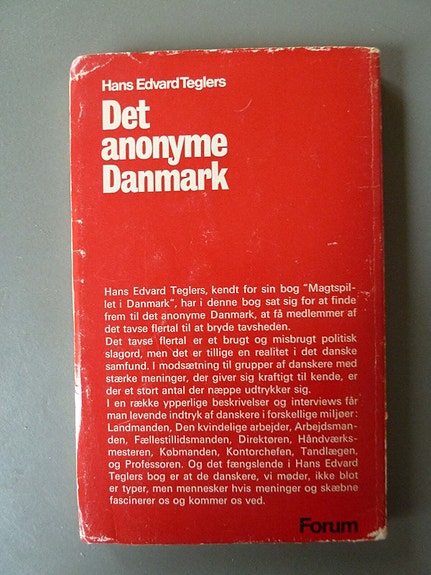 Hans Edvard Teglers
Det
anonyme
Danmark
Hans Edvard Teglers, kendt for sin bog "Magtspil-
let i Danmark", har i denne bog sat sig for at finde
frem til det anonyme Danmark, at få medlemmer af
det tavse flertal til at bryde tavsheden.
Det tavse flertal er et brugt og misbrugt politisk
slagord, men det er tillige en realitet i det danske
samfund. I modsætning til grupper af danskere med
stærke meninger, der giver sig kraftigt til kende, er
der et stort antal der næppe udtrykker sig.
I en række ypperlige beskrivelser og interviews får
man levende indtryk af danskere i forskellige miljøer:
Landmanden, Den kvindelige arbejder, Arbejdsman-
den, Fællestillidsmanden, Direktøren, Håndværks-
mesteren, Købmanden, Kontorchefen, Tandlægen,
og Professoren. Og det fængslende i Hans Edvard
Teglers bog er at de danskere, vi møder, ikke blot
er typer, men mennesker hvis meninger og skæbne
fascinerer os og kommer os ved.
Forum